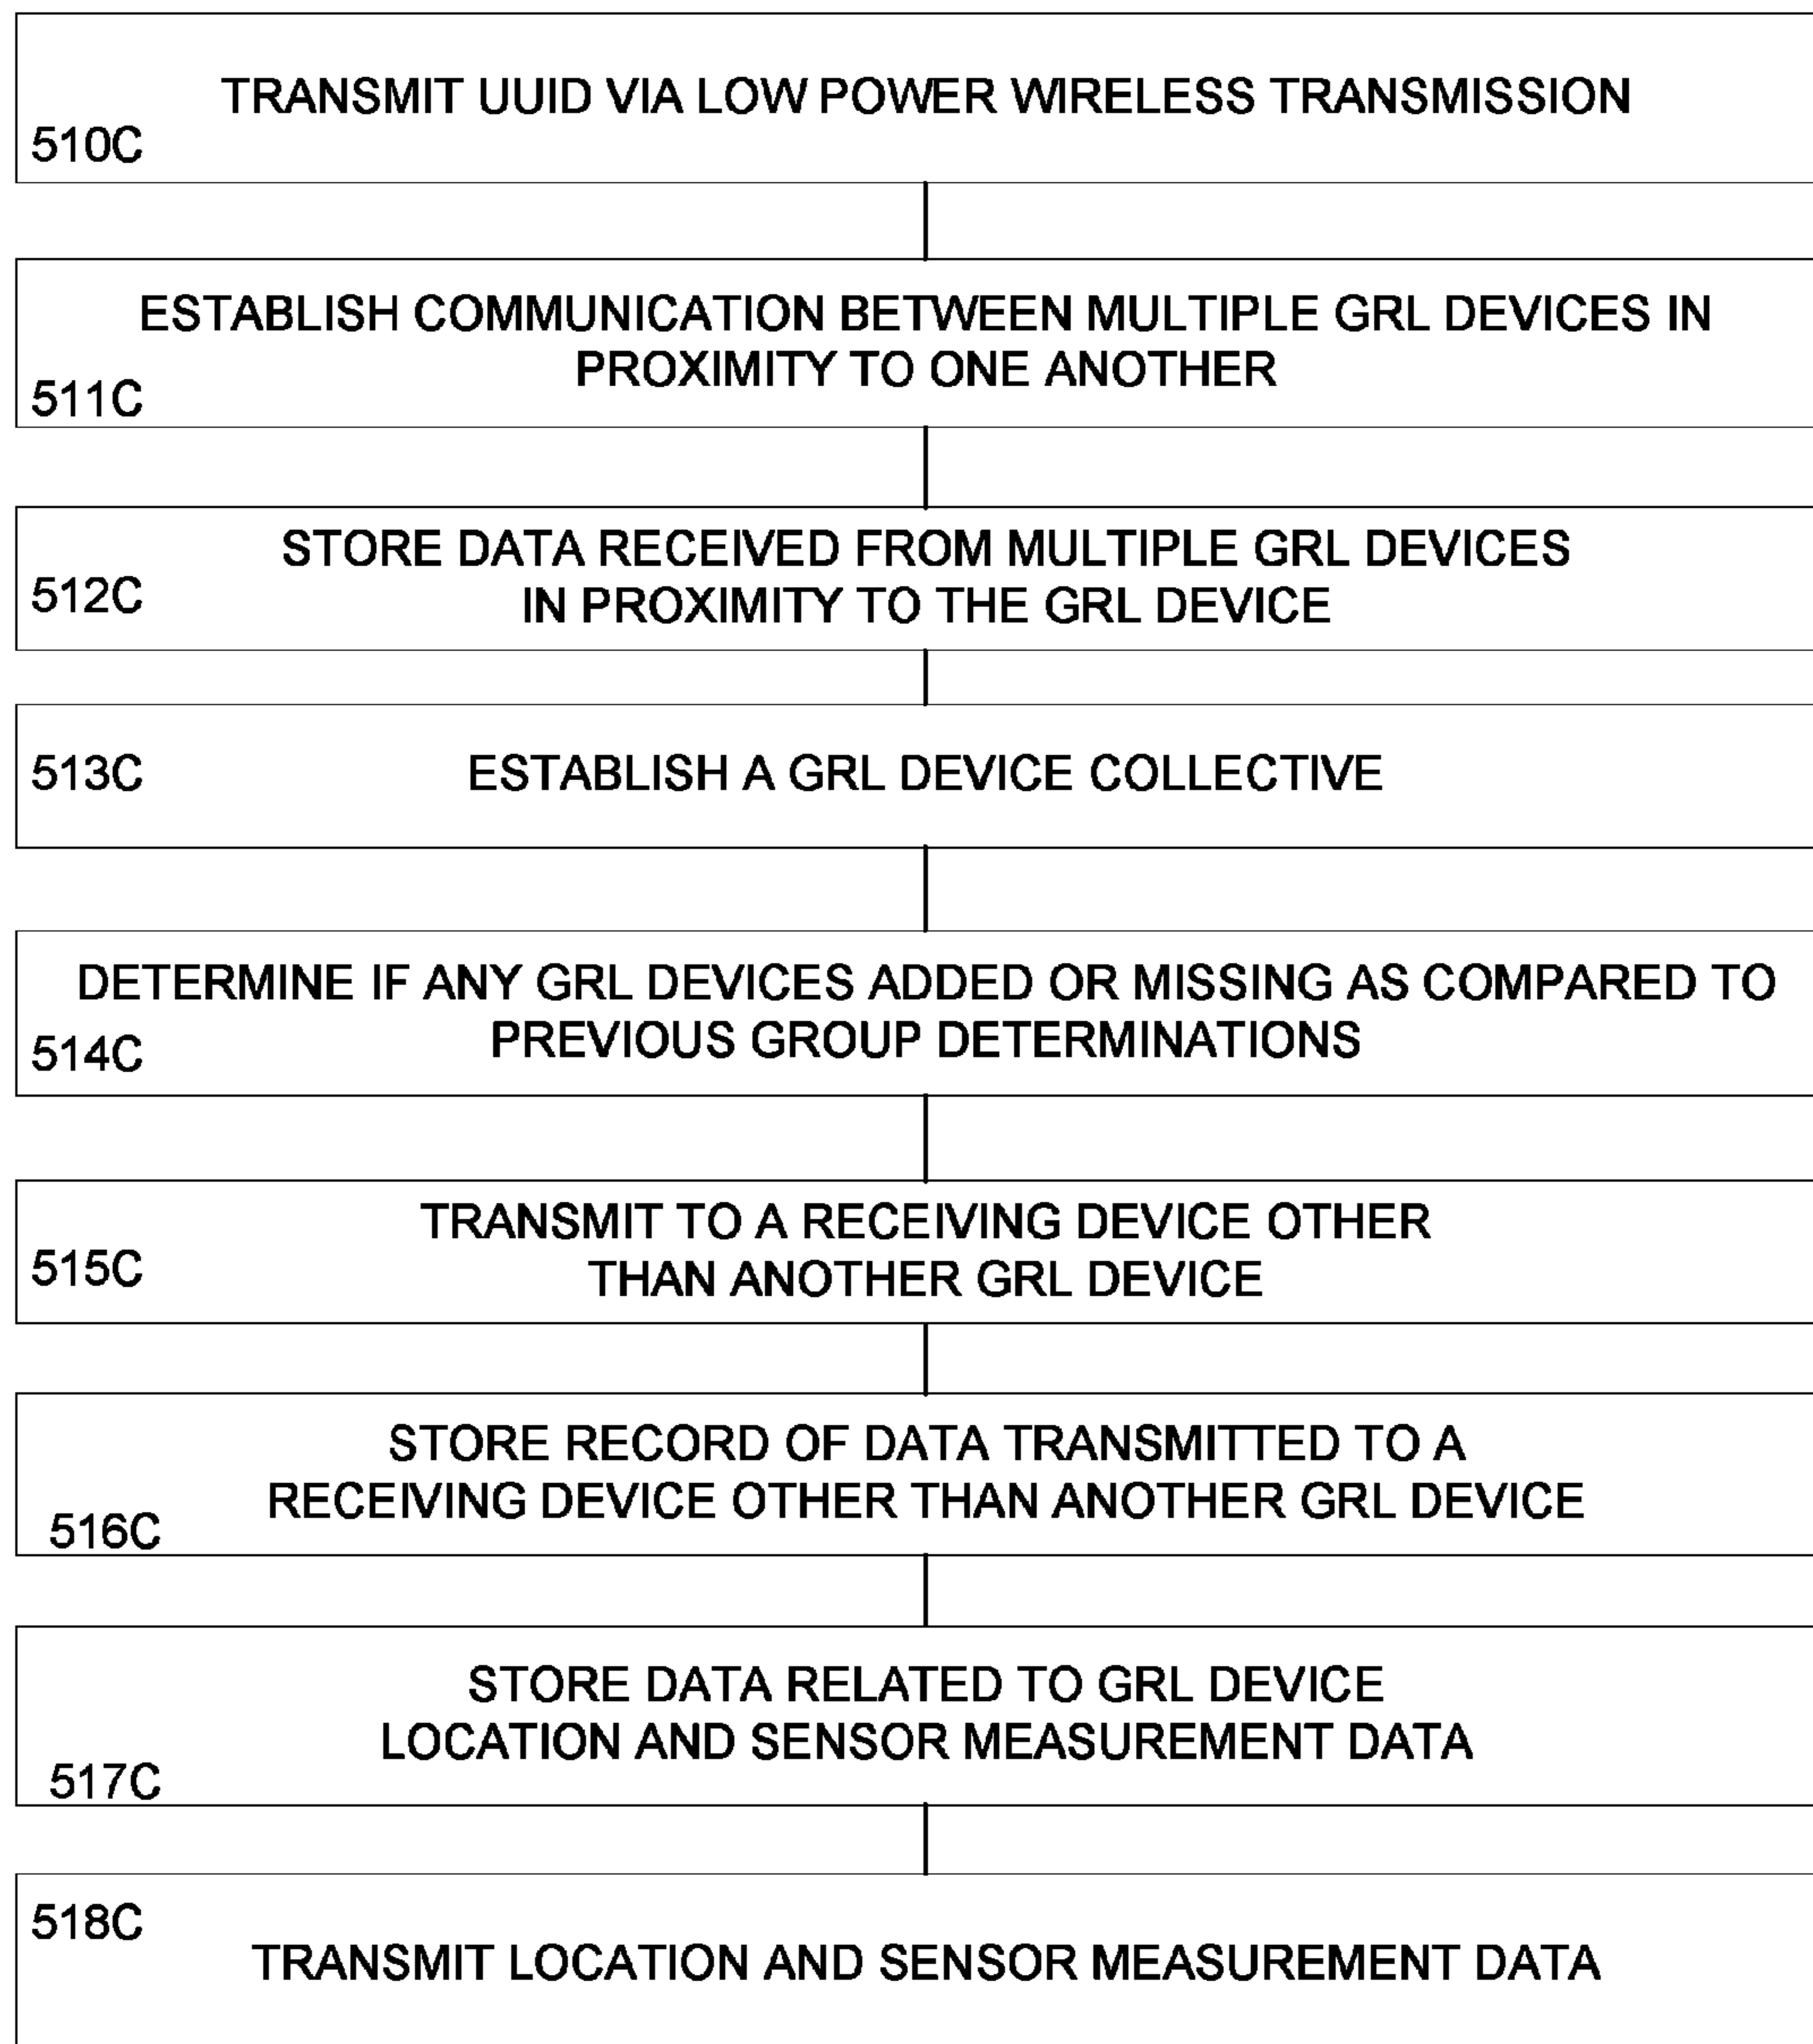 TRANSMIT UUID VIA LOW POWER WIRELESS TRANSMISSION
510C
ESTABLISH COMMUNICATION BETWEEN MULTIPLE GRL DEVICES IN
PROXIMITY TO ONE ANOTHER
511C
STORE DATA RECEIVED FROM MULTIPLE GRL DEVICES
512C
IN PROXIMITY TO THE GRL DEVICE
513C
ESTABLISH A GRL DEVICE COLLECTIVE
DETERMINE IF ANY GRL DEVICES ADDED OR MISSING AS COMPARED TO
PREVIOUS GROUP DETERMINATIONS
514C
TRANSMIT TO A RECEIVING DEVICE OTHER
515C
THAN ANOTHER GRL DEVICE
STORE RECORD OF DATA TRANSMITTED TO A
RECEIVING DEVICE OTHER THAN ANOTHER GRL DEVICE
516C
STORE DATA RELATED TO GRL DEVICE
LOCATION AND SENSOR MEASUREMENT DATA
517C
518C
TRANSMIT LOCATION AND SENSOR MEASUREMENT DATA